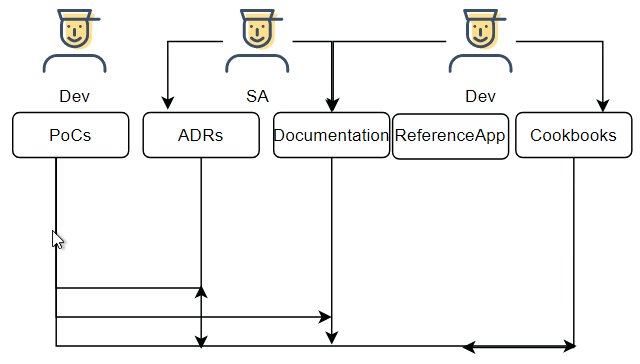 Dev
SA
Dev
PoCs
ADRs
Documentation
ReferenceApp
Cookbooks